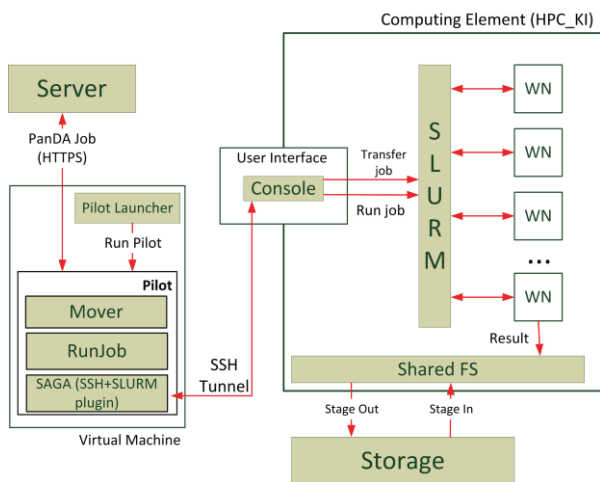 Computing Element (HPC_KI)
Server
PanDA Job
(HTTPS)
Pilot Launcher
Run Pilot
Pilot
Mover
RunJob
SAGA (SSH+SLURM
plugin)
Virtual Machine
SSH
Tunnel
User Interface
Console
Transfer
job
Run job
S
L
U
R
M
WN
WN
WN
...
WN
Result
Shared FS
Stage Out
Stage In
Storage